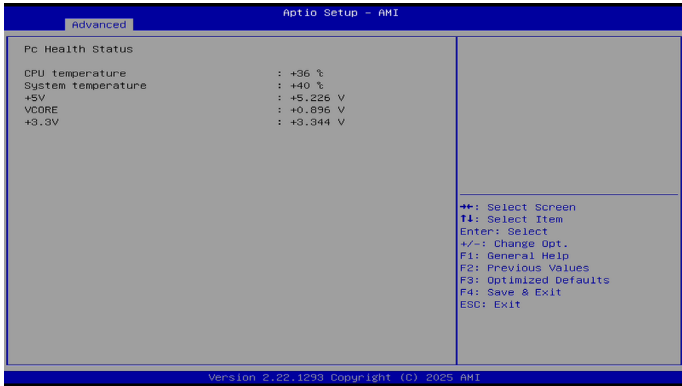 Aptio Setup - AMI
Advanced
Pc Health Status
CPU temperature : +36 ℃
System temperature : +40 ℃
+5V : +5.226 V
VCORE : +0.896 V
+3.3V : +3.344 V
→←: Select Screen
↑↓: Select Item
Enter: Select
+/-: Change Opt.
F1: General Help
F2: Previous Values
F3: Optimized Defaults
F4: Save & Exit
ESC: Exit
Version 2.22.1293 Copyright (C) 2025 AMI